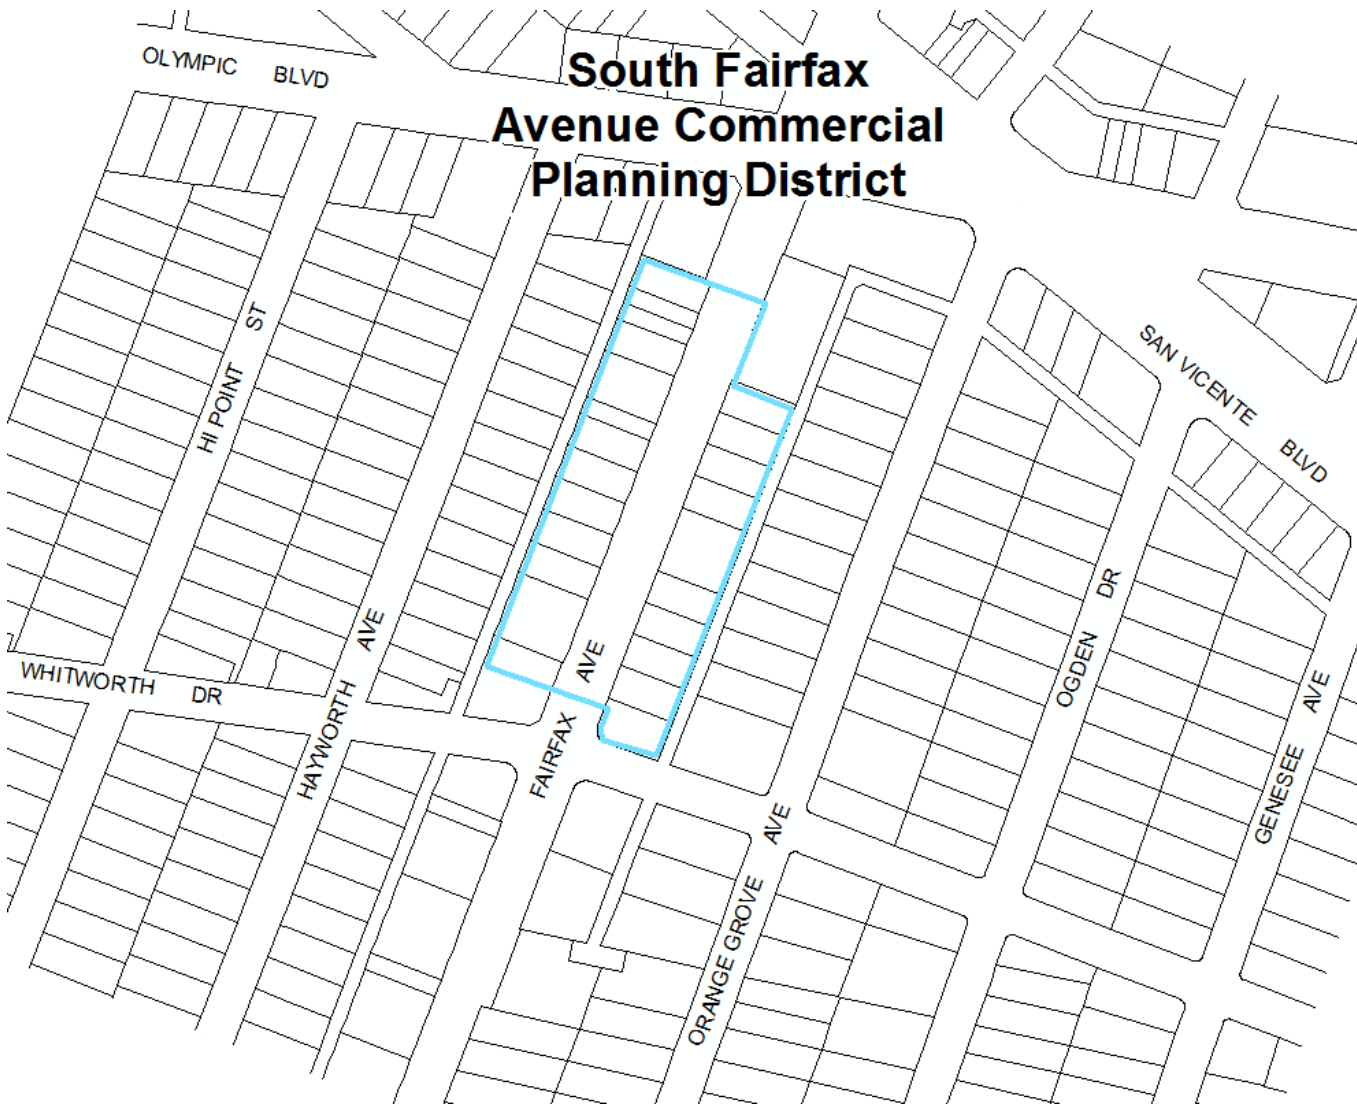 South Fairfax
Avenue Commercial
Planning District
OLYMPIC BLVD
HI POINT ST
SAN VICENTE BLVD
WHITWORTH DR
HAYWORTH AVE
FAIRFAX AVE
OGDEN DR
GENESEE AVE
ORANGE GROVE AVE